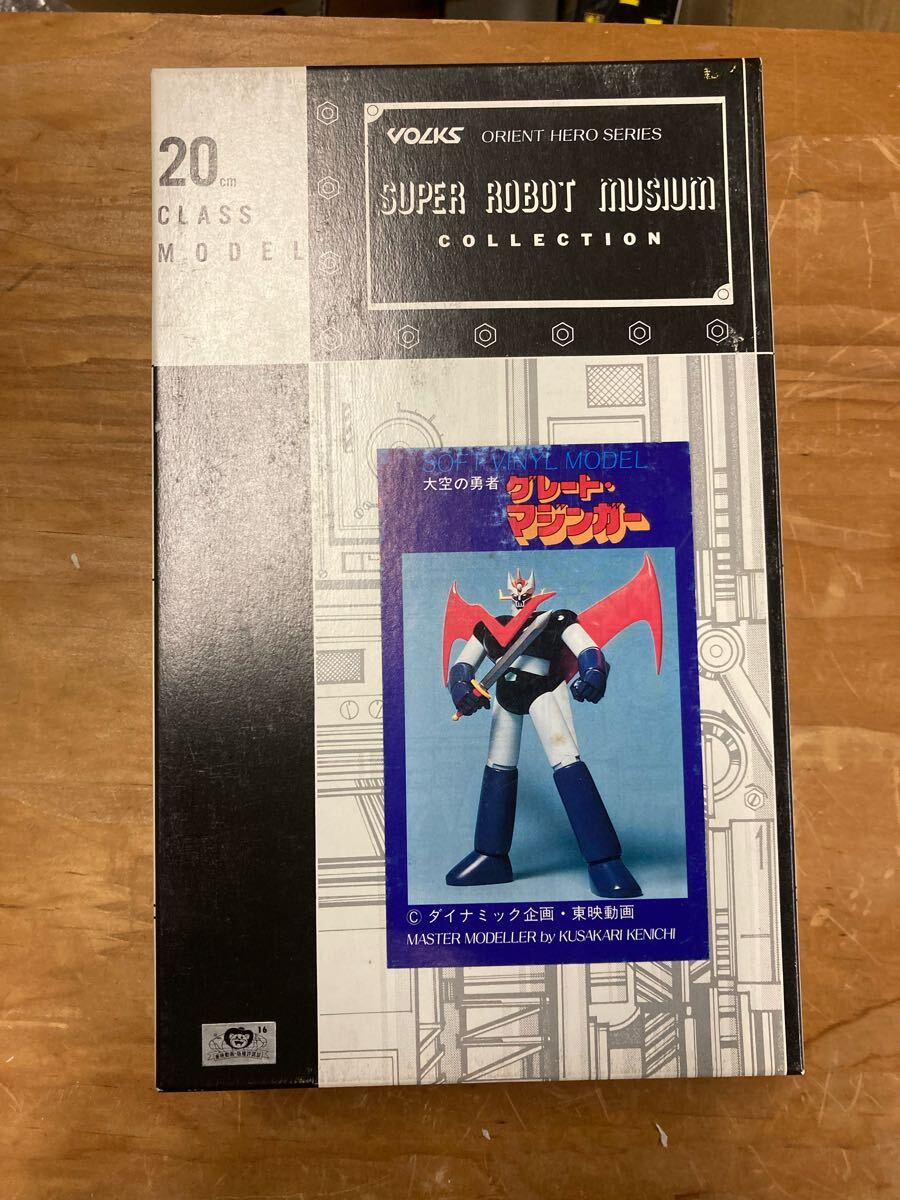 20cm
CLASS
MODEL
VOLKS ORIENT HERO SERIES
SUPER ROBOT MUSIUM
COLLECTION
SOFT VINYL MODEL
大空の勇者 グレート・
マジンガー
© ダイナミック企画・東映動画
MASTER MODELLER by KUSAKARI KENICHI
16